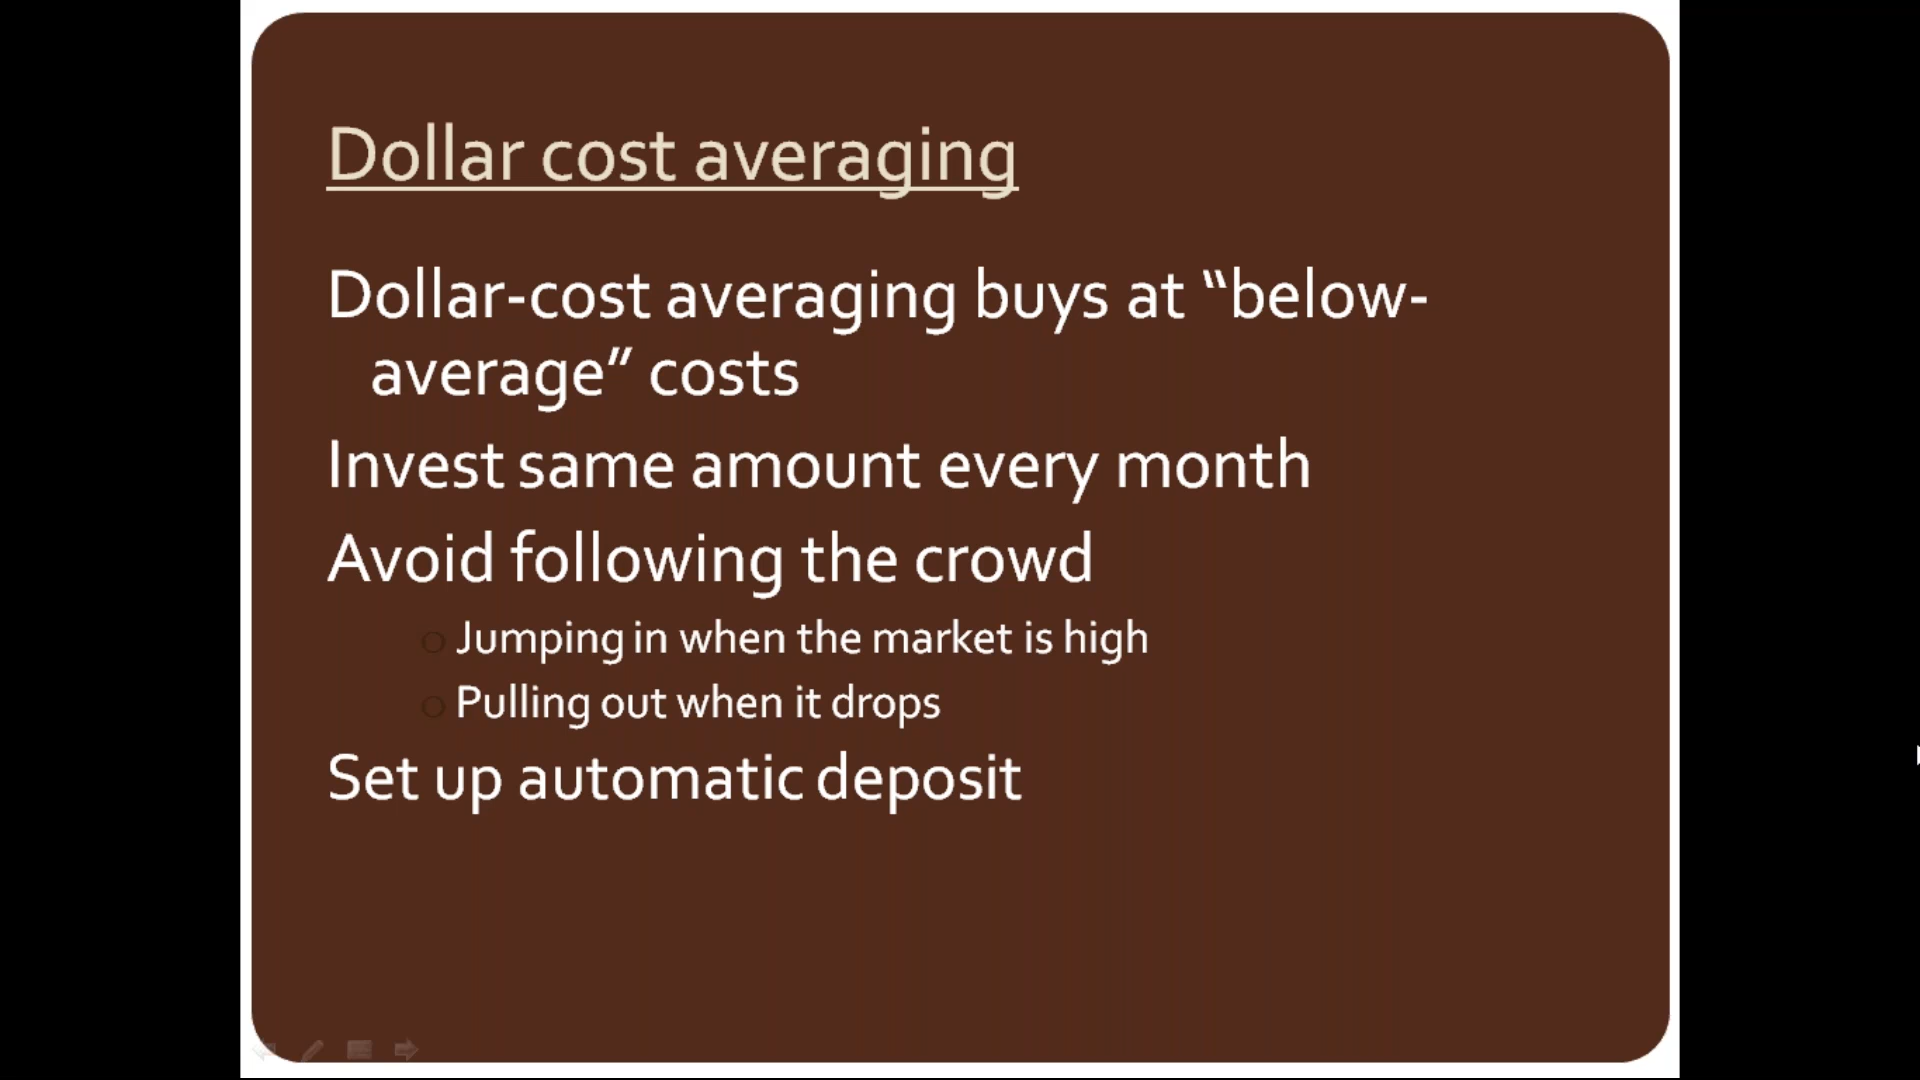 Dollar cost averaging
Dollar-cost averaging buys at “below-
average” costs
Invest same amount every month
Avoid following the crowd
Jumping in when the market is high
Pulling out when it drops
Set up automatic deposit